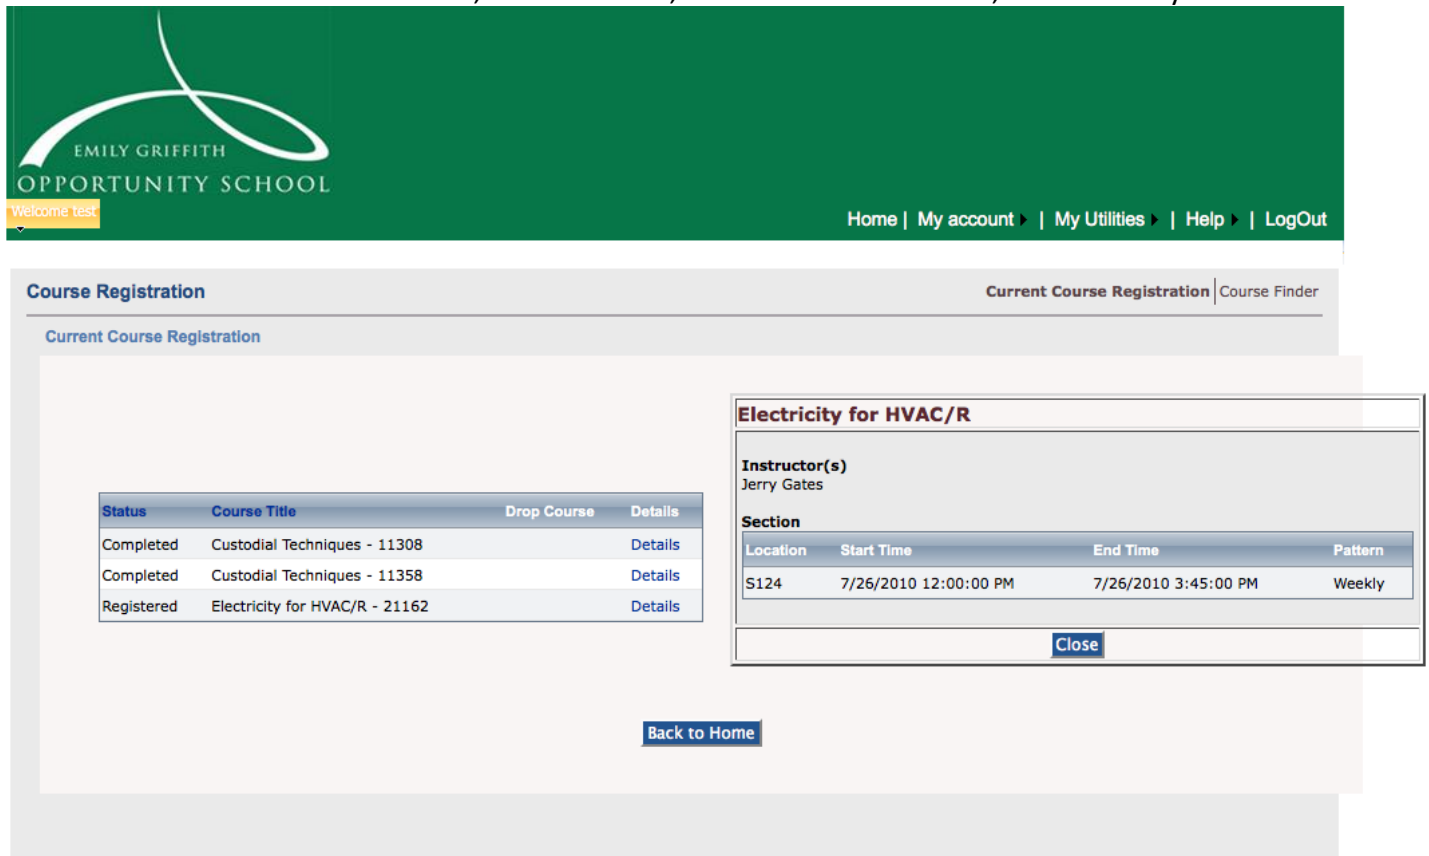 EMILY GRIFFITH
OPPORTUNITY SCHOOL
Welcome test
Home | My account | My Utilities | Help | LogOut
Course Registration
Current Course Registration | Course Finder
Current Course Registration
Status Course Title Drop Course Details
Completed Custodial Techniques - 11308 Details
Completed Custodial Techniques - 11358 Details
Registered Electricity for HVAC/R - 21162 Details
Electricity for HVAC/R
Instructor(s)
Jerry Gates
Section
Location Start Time End Time Pattern
S124 7/26/2010 12:00:00 PM 7/26/2010 3:45:00 PM Weekly
Close
Back to Home